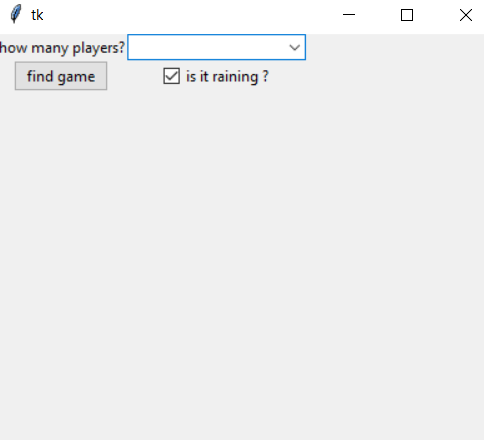 tk
how many players?
find game
is it raining ?